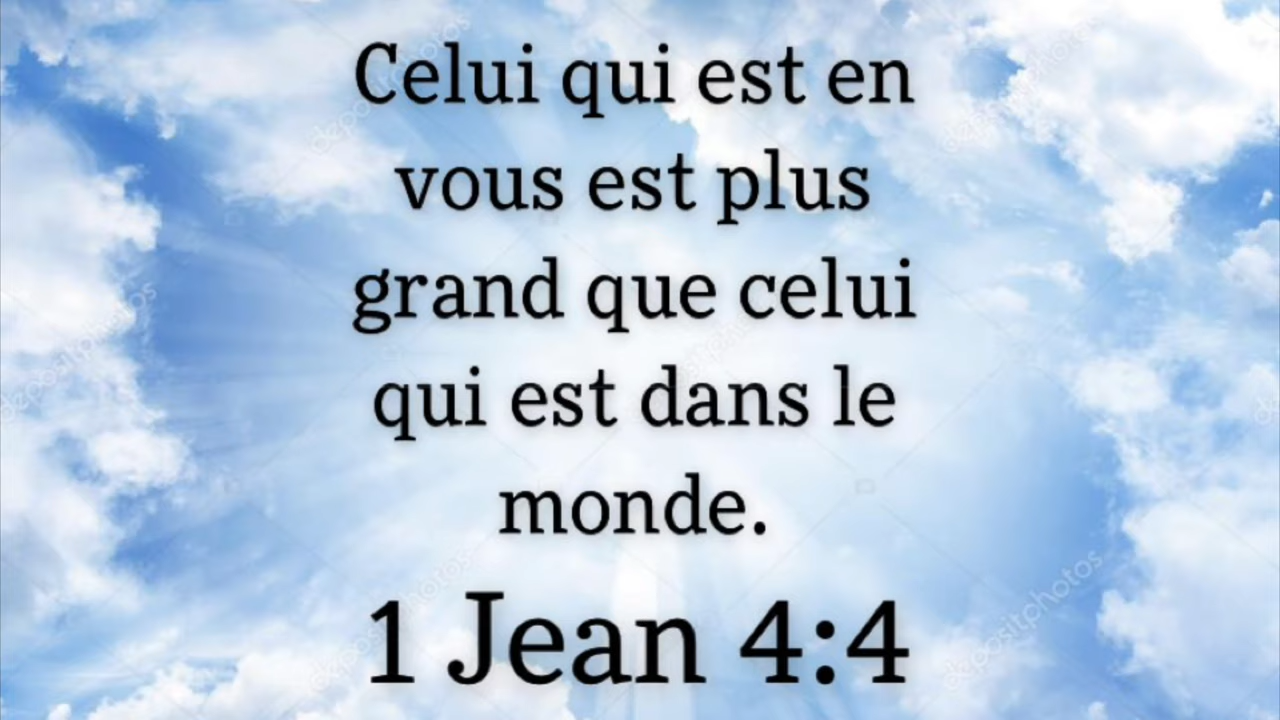 Celui qui est en
vous est plus
grand que celui
qui est dans le
monde.
1 Jean 4:4
depositphotos